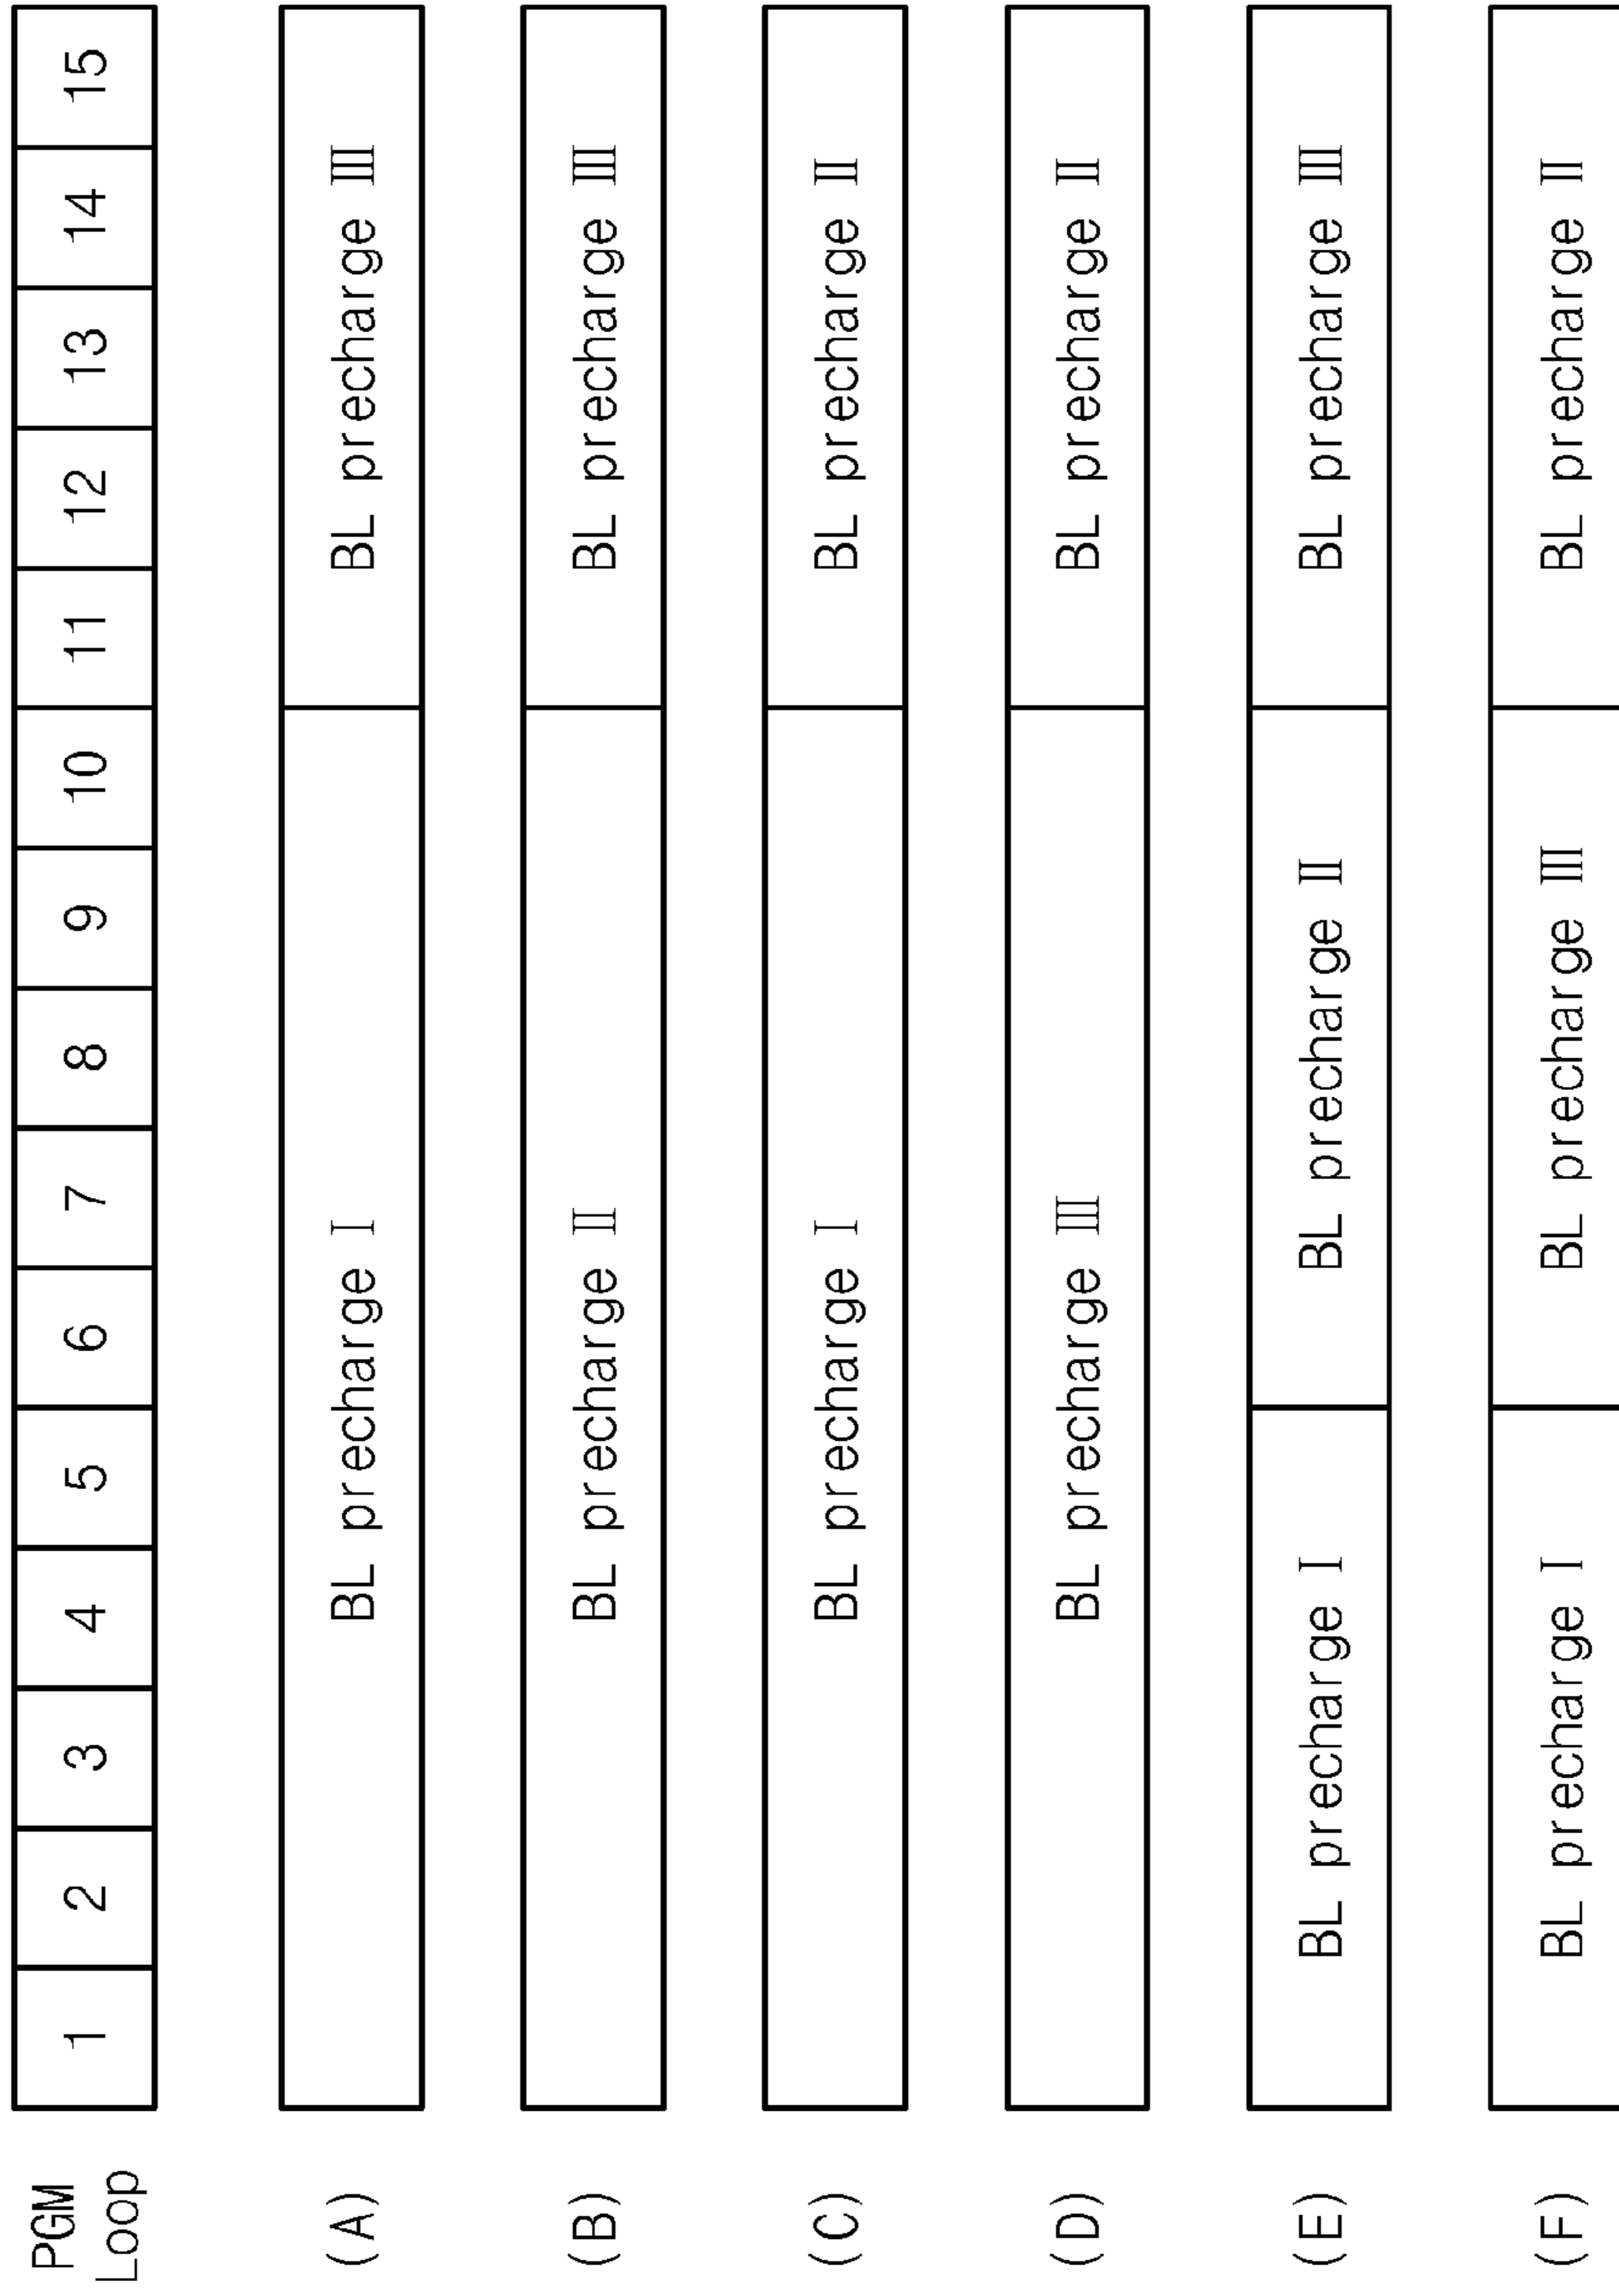 PGM
Loop
1 2 3 4 5 6 7 8 9 10 11 12 13 14 15
(A) BL precharge Ⅰ BL precharge Ⅲ
(B) BL precharge Ⅱ BL precharge Ⅲ
(C) BL precharge Ⅰ BL precharge Ⅱ
(D) BL precharge Ⅲ BL precharge Ⅱ
(E) BL precharge Ⅰ BL precharge Ⅱ BL precharge Ⅲ
(F) BL precharge Ⅰ BL precharge Ⅲ BL precharge Ⅱ